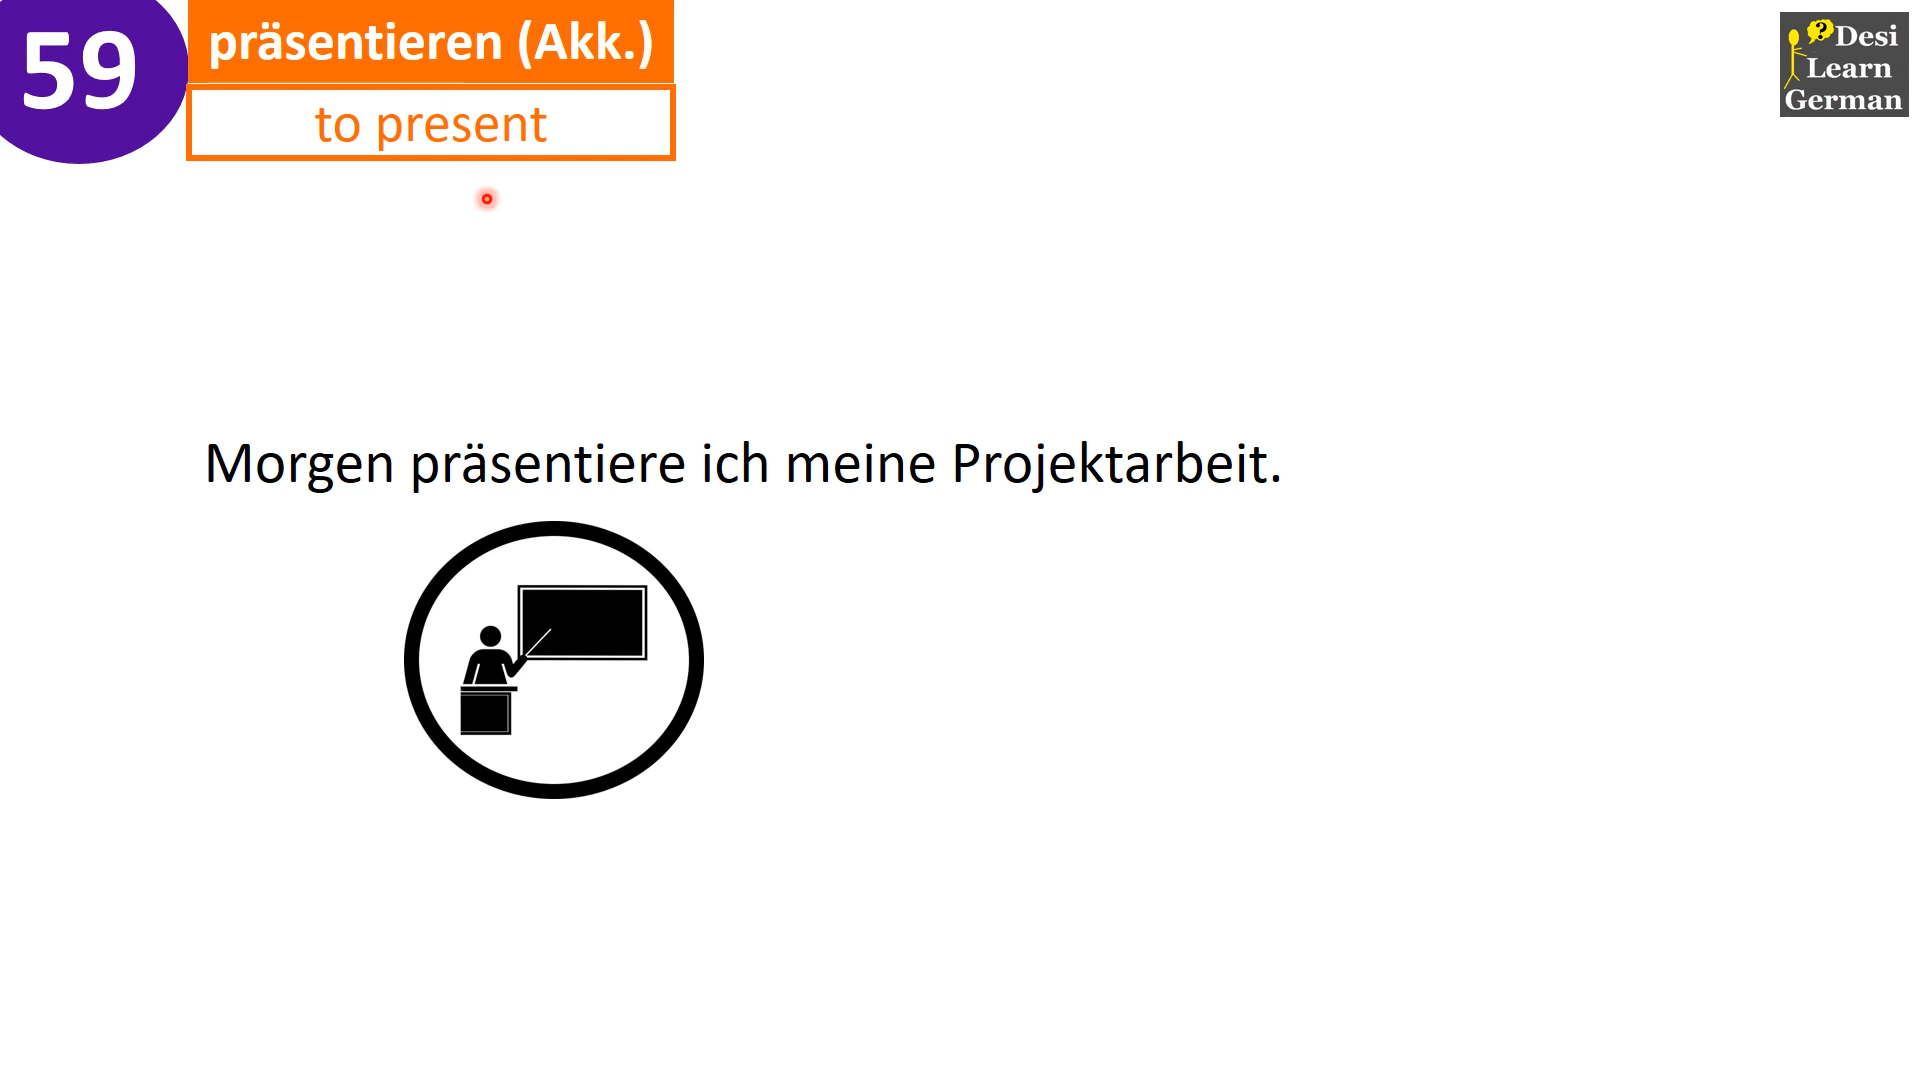 59
präsentieren (Akk.)
to present
? Desi
Learn
German
Morgen präsentiere ich meine Projektarbeit.